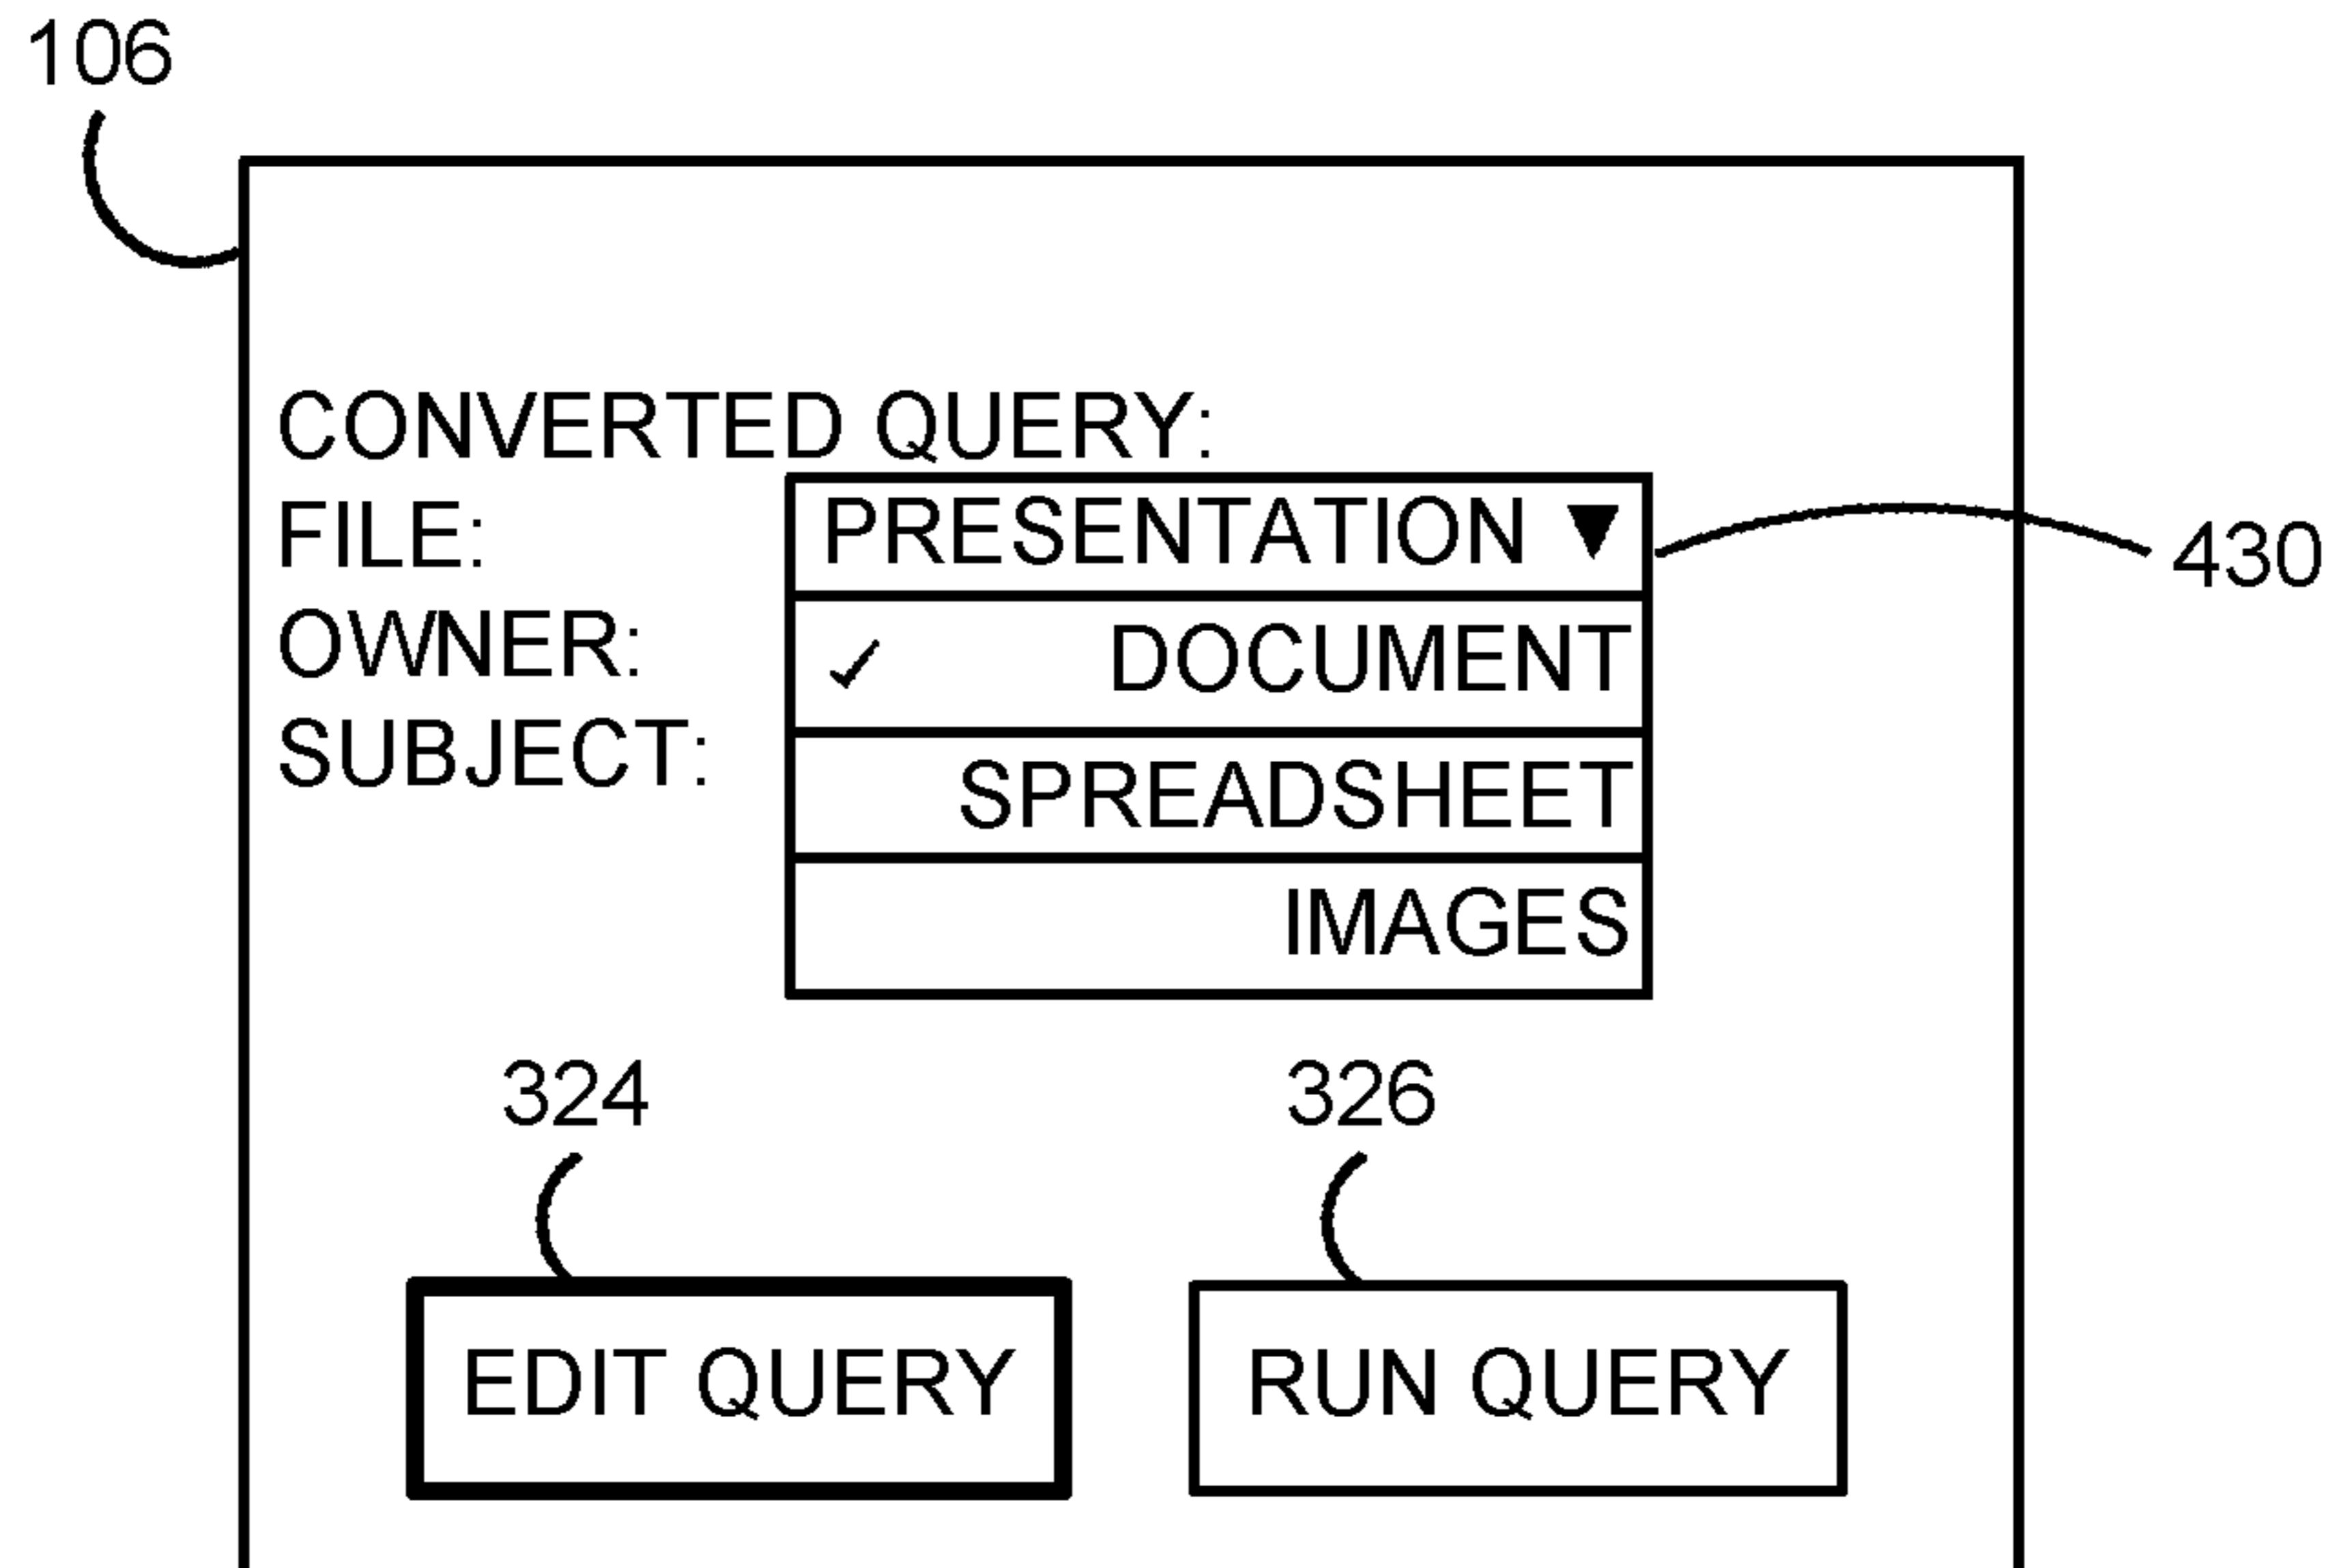 106
CONVERTED QUERY:
FILE: PRESENTATION ▼ 430
OWNER: ✓ DOCUMENT
SUBJECT: SPREADSHEET
IMAGES
324 326
EDIT QUERY RUN QUERY